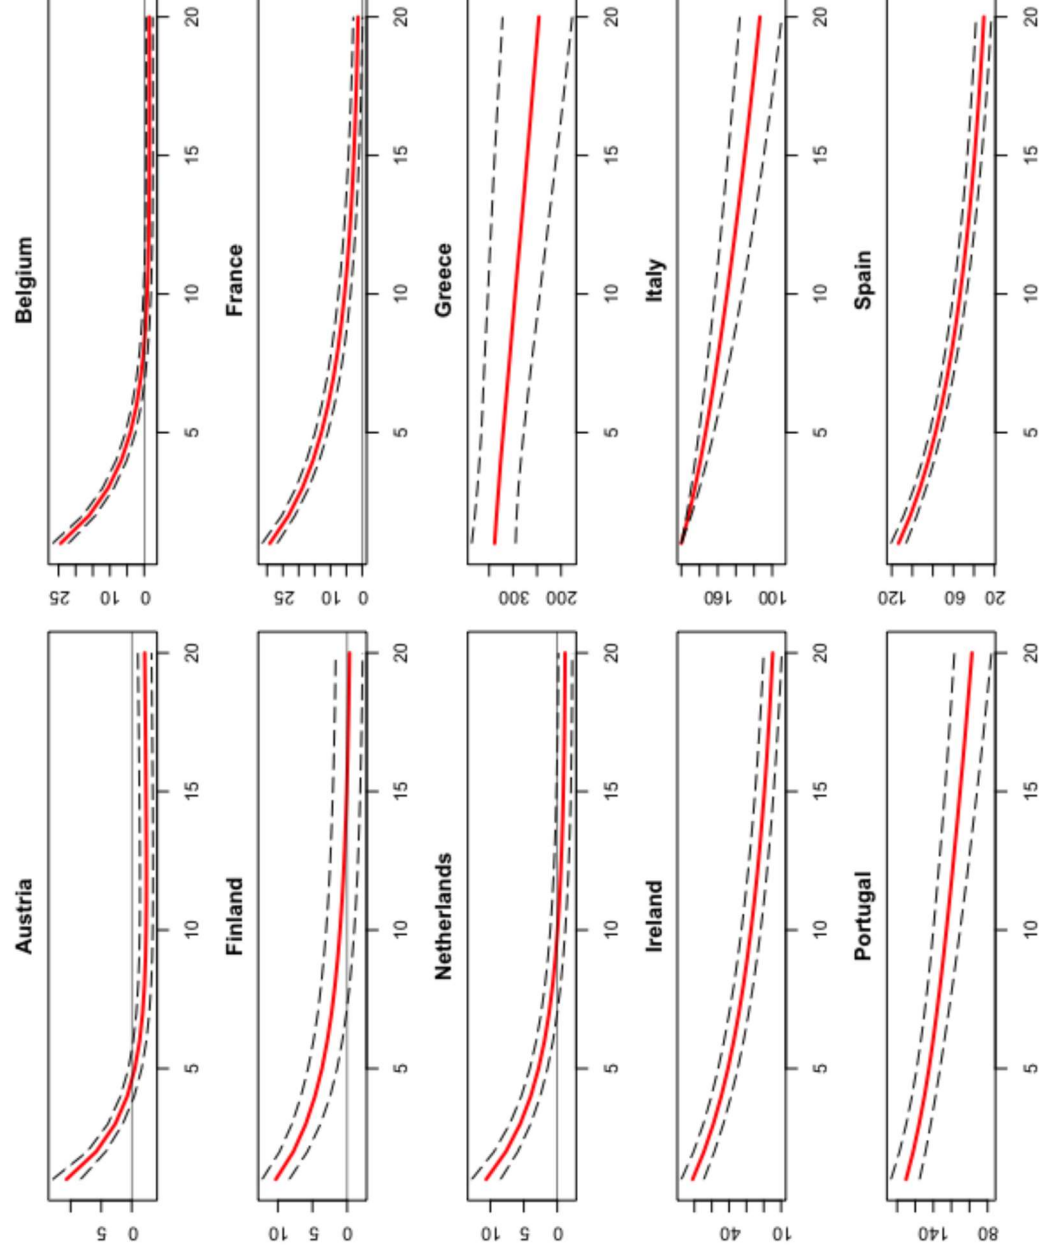 Austria
5 0
5 10 15 20
Belgium
25 10 0
5 10 15 20
Finland
10 5 0
5 10 15 20
France
25 10 0
5 10 15 20
Netherlands
10 5 0
5 10 15 20
Greece
300 200
5 10 15 20
Ireland
40 10
5 10 15 20
Italy
160 100
5 10 15 20
Portugal
140 80
5 10 15 20
Spain
120 60 20
5 10 15 20